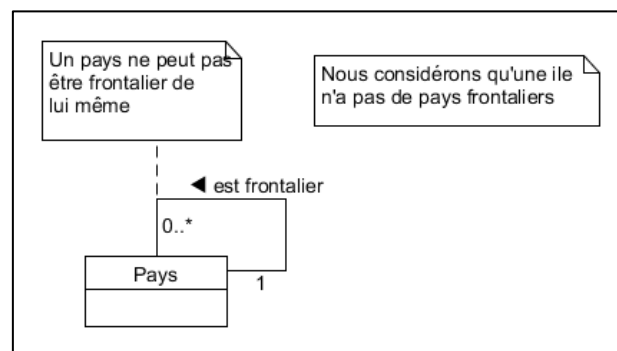 Un pays ne peut pas
être frontalier de
lui même
Nous considérons qu'une ile
n'a pas de pays frontaliers
◄ est frontalier
0..*
Pays
1